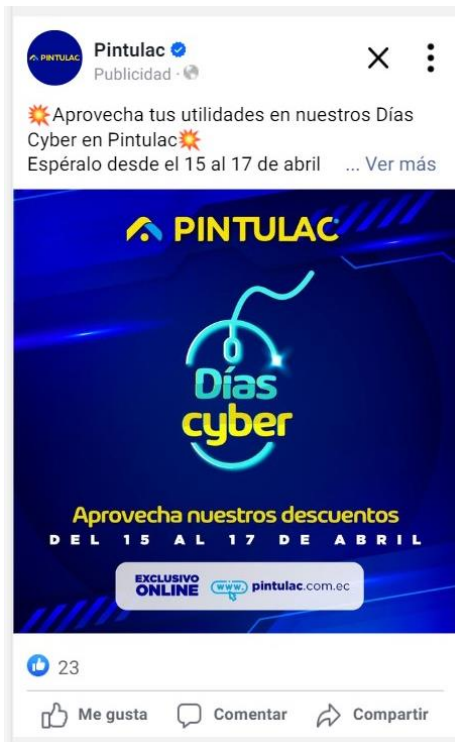 PINTULAC
Pintulac
Publicidad ·
Aprovecha tus utilidades en nuestros Días
Cyber en Pintulac
Espéralo desde el 15 al 17 de abril ... Ver más
PINTULAC
Días
cyber
Aprovecha nuestros descuentos
DEL 15 AL 17 DE ABRIL
EXCLUSIVO
ONLINE www. pintulac.com.ec
23
Me gusta Comentar Compartir